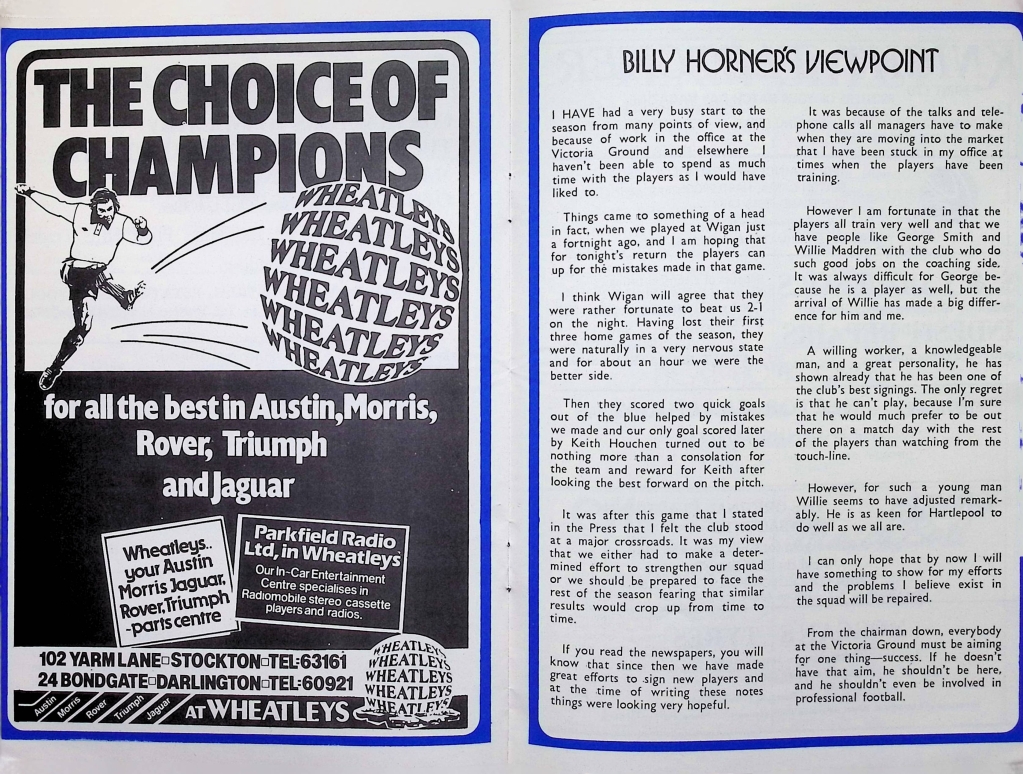 THE CHOICE OF
CHAMPIONS
WHEATLEYS
WHEATLEYS
WHEATLEYS
WHEATLEYS
WHEATLEYS
WHEATLEYS
for all the best in Austin, Morris,
Rover, Triumph
and Jaguar
Wheatleys..
your Austin
Morris Jaguar,
Rover, Triumph
-parts centre
Parkfield Radio
Ltd, in Wheatleys
Our In-Car Entertainment
Centre specialises in
Radiomobile stereo cassette
players and radios.
102 YARM LANE□STOCKTON□TEL:63161
24 BONDGATE□DARLINGTON□TEL:60921
Austin
Morris
Rover
Triumph
Jaguar
AT WHEATLEYS
WHEATLEYS
WHEATLEYS
WHEATLEYS
WHEATLEYS
WHEATLEYS
BILLY HORNER'S VIEWPOINT
I HAVE had a very busy start to the
season from many points of view, and
because of work in the office at the
Victoria Ground and elsewhere I
haven't been able to spend as much
time with the players as I would have
liked to.
Things came to something of a head
in fact, when we played at Wigan just
a fortnight ago, and I am hoping that
for tonight's return the players can
up for the mistakes made in that game.
I think Wigan will agree that they
were rather fortunate to beat us 2-1
on the night. Having lost their first
three home games of the season, they
were naturally in a very nervous state
and for about an hour we were the
better side.
Then they scored two quick goals
out of the blue helped by mistakes
we made and our only goal scored later
by Keith Houchen turned out to be
nothing more than a consolation for
the team and reward for Keith after
looking the best forward on the pitch.
It was after this game that I stated
in the Press that I felt the club stood
at a major crossroads. It was my view
that we either had to make a deter-
mined effort to strengthen our squad
or we should be prepared to face the
rest of the season fearing that similar
results would crop up from time to
time.
If you read the newspapers, you will
know that since then we have made
great efforts to sign new players and
at the time of writing these notes
things were looking very hopeful.
It was because of the talks and tele-
phone calls all managers have to make
when they are moving into the market
that I have been stuck in my office at
times when the players have been
training.
However I am fortunate in that the
players all train very well and that we
have people like George Smith and
Willie Maddren with the club who do
such good jobs on the coaching side.
It was always difficult for George be-
cause he is a player as well, but the
arrival of Willie has made a big differ-
ence for him and me.
A willing worker, a knowledgeable
man, and a great personality, he has
shown already that he has been one of
the club's best signings. The only regret
is that he can't play, because I'm sure
that he would much prefer to be out
there on a match day with the rest
of the players than watching from the
touch-line.
However, for such a young man
Willie seems to have adjusted remark-
ably. He is as keen for Hartlepool to
do well as we all are.
I can only hope that by now I will
have something to show for my efforts
and the problems I believe exist in
the squad will be repaired.
From the chairman down, everybody
at the Victoria Ground must be aiming
for one thing—success. If he doesn't
have that aim, he shouldn't be here,
and he shouldn't even be involved in
professional football.